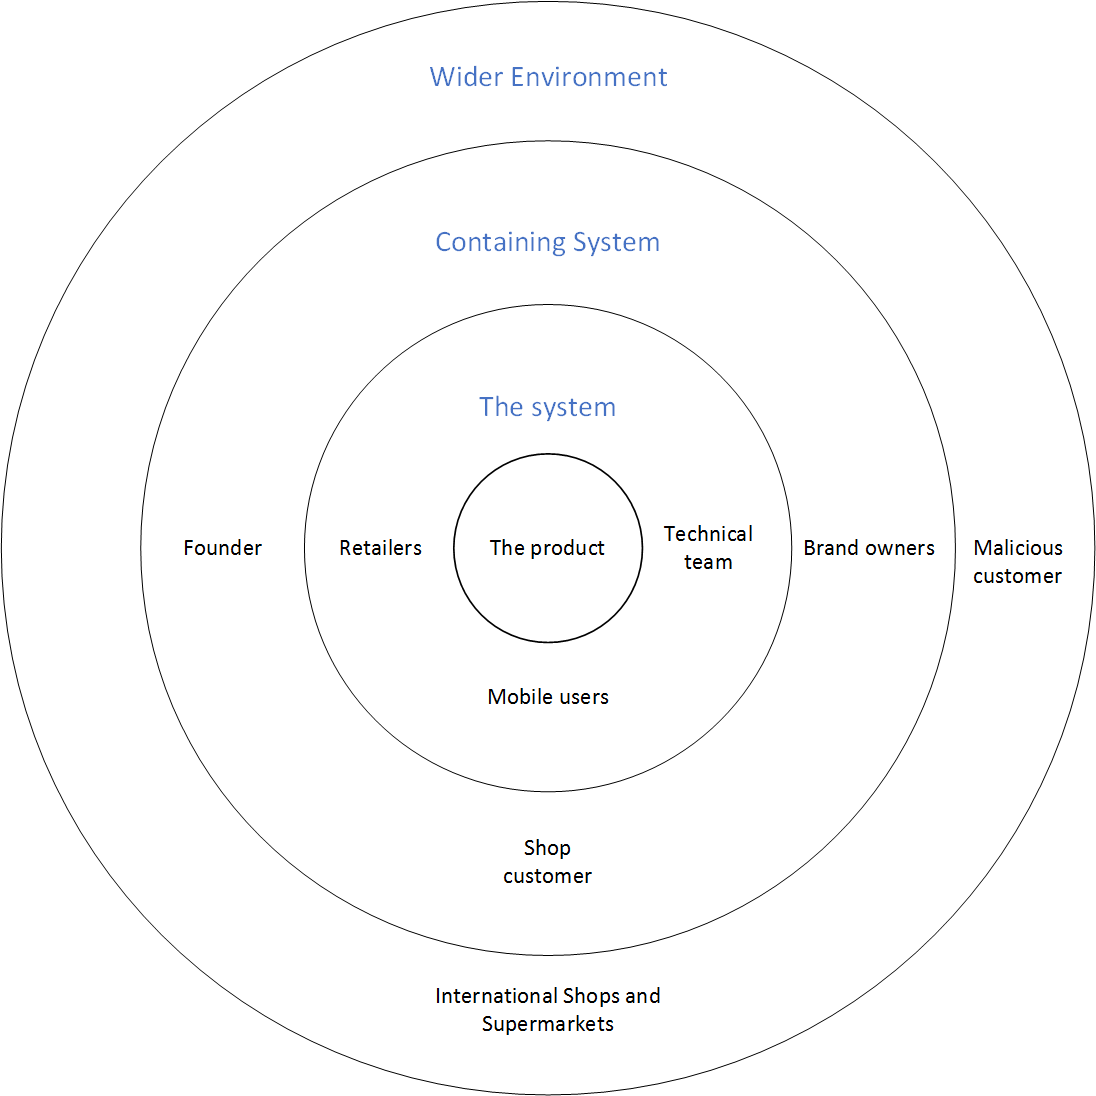 Wider Environment
Containing System
The system
Founder
Retailers
The product
Technical
team
Brand owners
Malicious
customer
Mobile users
Shop
customer
International Shops and
Supermarkets